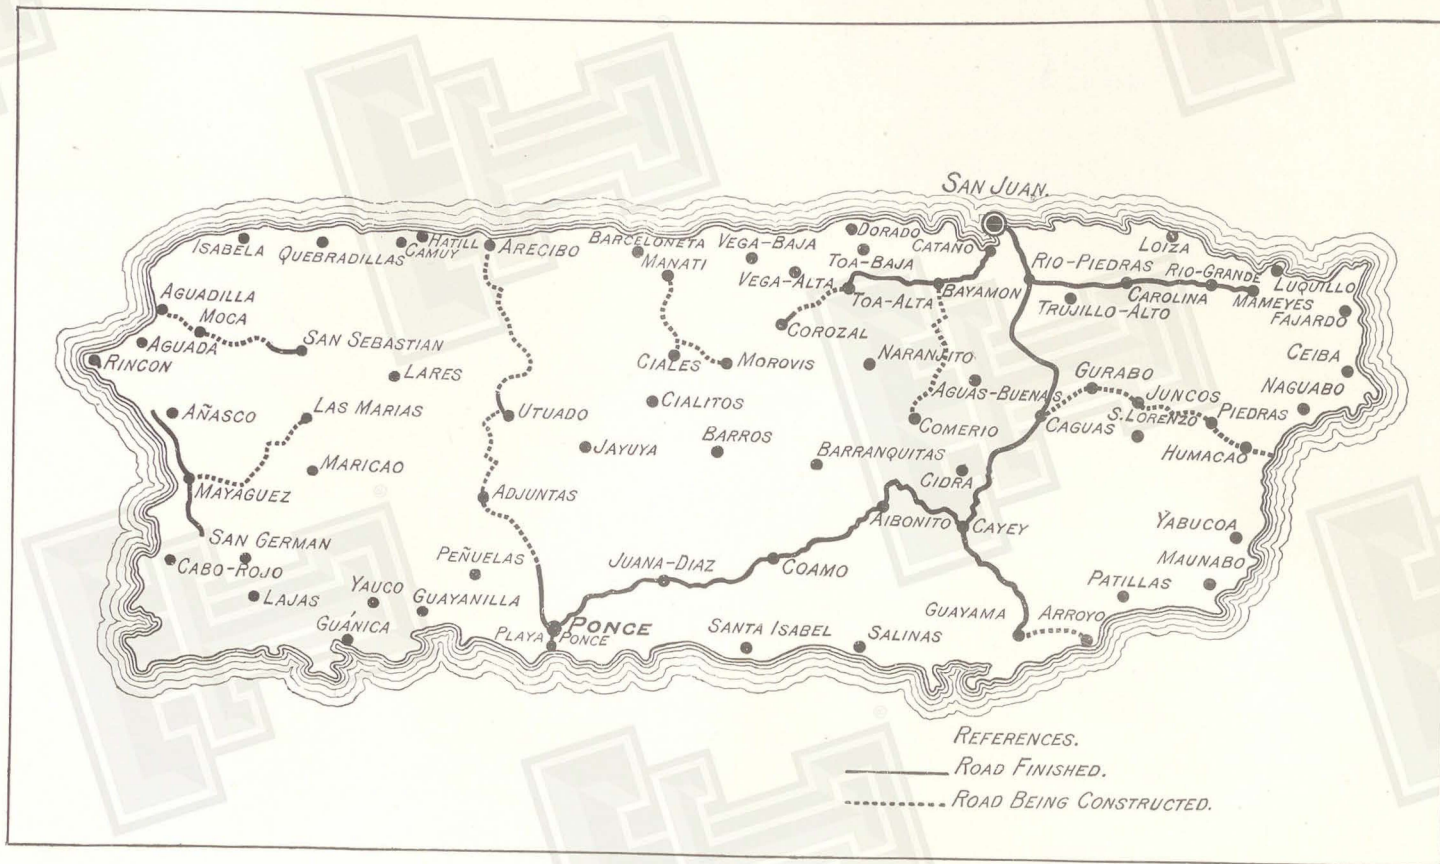 SAN JUAN.
ISABELA
QUEBRADILLAS
CAMUY
HATILL
ARECIBO
BARCELONETA
MANATI
VEGA-BAJA
VEGA-ALTA
DORADO
TOA-BAJA
CATAÑO
TOA-ALTA
BAYAMON
RIO-PIEDRAS
TRUJILLO-ALTO
CAROLINA
LOIZA
RIO-GRANDE
MAMEYES
LUQUILLO
FAJARDO
AGUADILLA
MOCA
AGUADA
RINCON
SAN SEBASTIAN
LARES
COROZAL
CIALES
MOROVIS
NARANJITO
AGUAS-BUENAS
GURABO
JUNCOS
CEIBA
NAGUABO
AÑASCO
LAS MARIAS
UTUADO
CIALITOS
COMERIO
CAGUAS
S. LORENZO
PIEDRAS
HUMACAO
MARICAO
JAYUYA
BARROS
BARRANQUITAS
CIDRA
MAYAGUEZ
ADJUNTAS
AIBONITO
CAYEY
YABUCOA
SAN GERMAN
CABO-ROJO
PEÑUELAS
JUANA-DIAZ
COAMO
MAUNABO
LAJAS
YAUCO
GUAYANILLA
PATILLAS
GUÁNICA
PLAYA PONCE
PONCE
SANTA ISABEL
SALINAS
GUAYAMA
ARROYO
REFERENCES.
ROAD FINISHED.
ROAD BEING CONSTRUCTED.